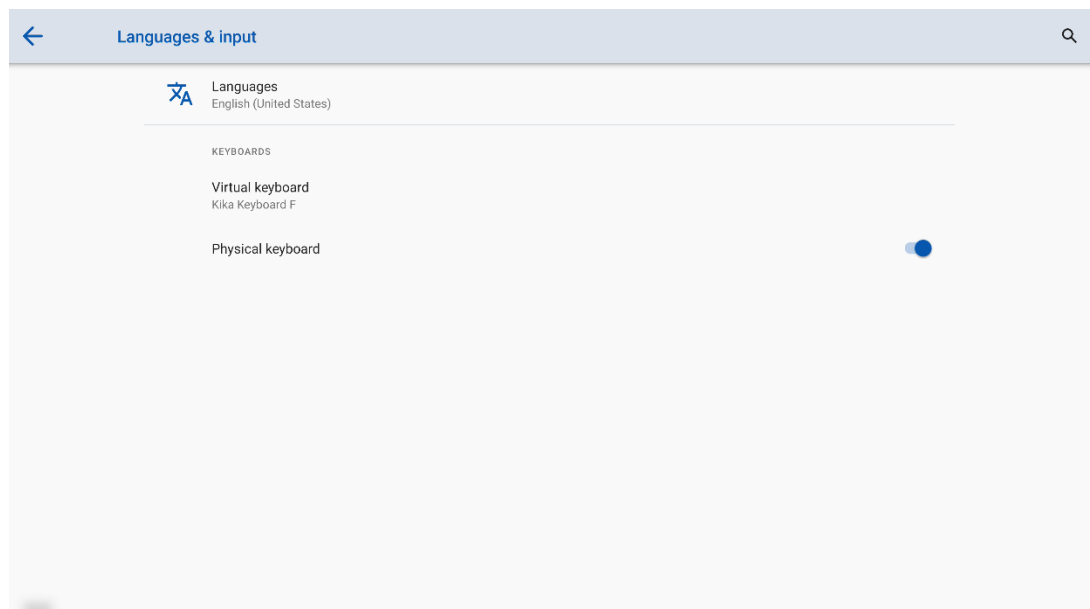 Languages & input
Languages
English (United States)
KEYBOARDS
Virtual keyboard
Kika Keyboard F
Physical keyboard